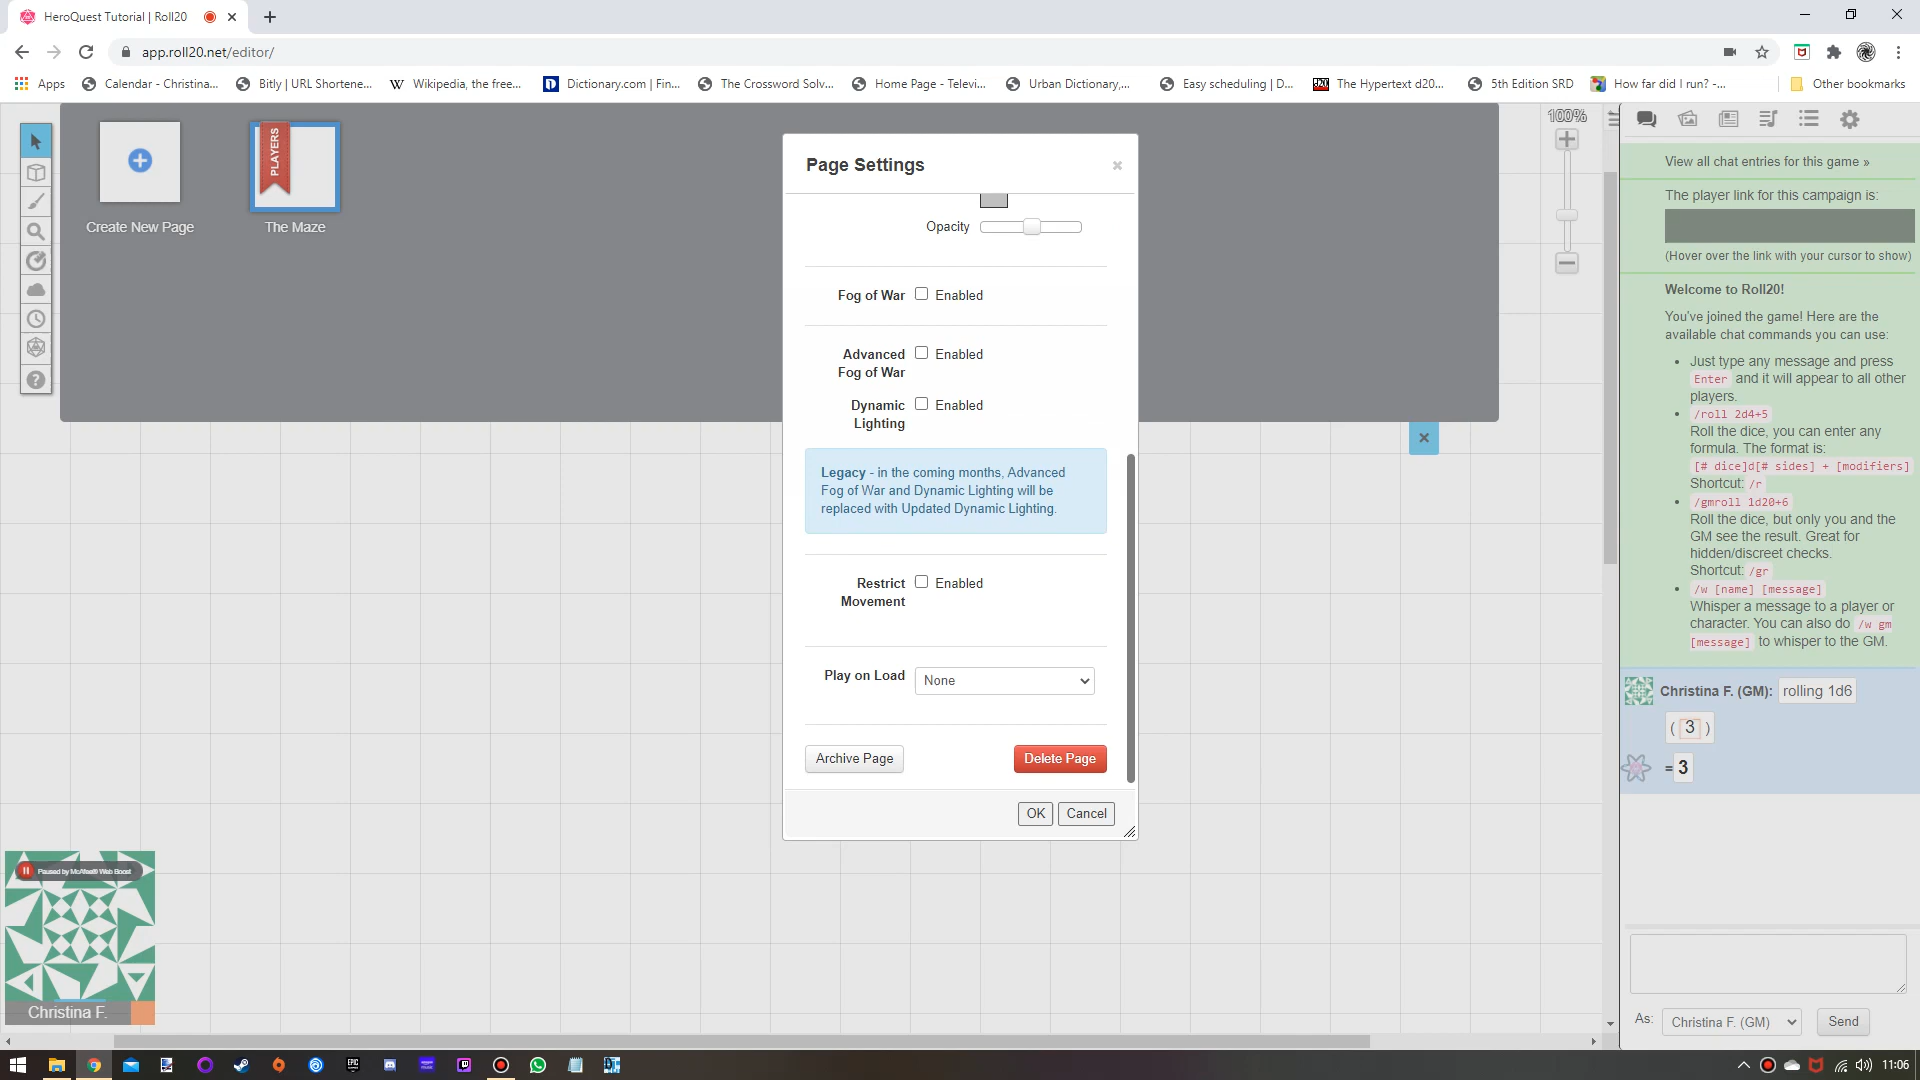 HeroQuest Tutorial | Roll20
app.roll20.net/editor/
Apps
Calendar - Christina...
Bitly | URL Shortene...
Wikipedia, the free...
Dictionary.com | Fin...
The Crossword Solv...
Home Page - Televi...
Urban Dictionary,...
Easy scheduling | D...
The Hypertext d20...
5th Edition SRD
How far did I run? -...
Other bookmarks
PLAYERS
Create New Page
The Maze
100%
Page Settings
Opacity
Fog of War Enabled
Advanced Enabled
Fog of War
Dynamic Enabled
Lighting
Legacy - in the coming months, Advanced
Fog of War and Dynamic Lighting will be
replaced with Updated Dynamic Lighting.
Restrict Enabled
Movement
Play on Load None
Archive Page Delete Page
OK Cancel
View all chat entries for this game »
The player link for this campaign is:
(Hover over the link with your cursor to show)
Welcome to Roll20!
You've joined the game! Here are the
available chat commands you can use:
Just type any message and press
Enter and it will appear to all other
players.
/roll 2d4+5
Roll the dice, you can enter any
formula. The format is:
[# dice]d[# sides] + [modifiers]
Shortcut: /r
/gmroll 1d20+6
Roll the dice, but only you and the
GM see the result. Great for
hidden/discreet checks.
Shortcut: /gr
/w [name] [message]
Whisper a message to a player or
character. You can also do /w gm
[message] to whisper to the GM.
Christina F. (GM): rolling 1d6
( 3 )
= 3
Paused by McAfee® Web Boost
Christina F.
As: Christina F. (GM) Send
EPIC
11:06